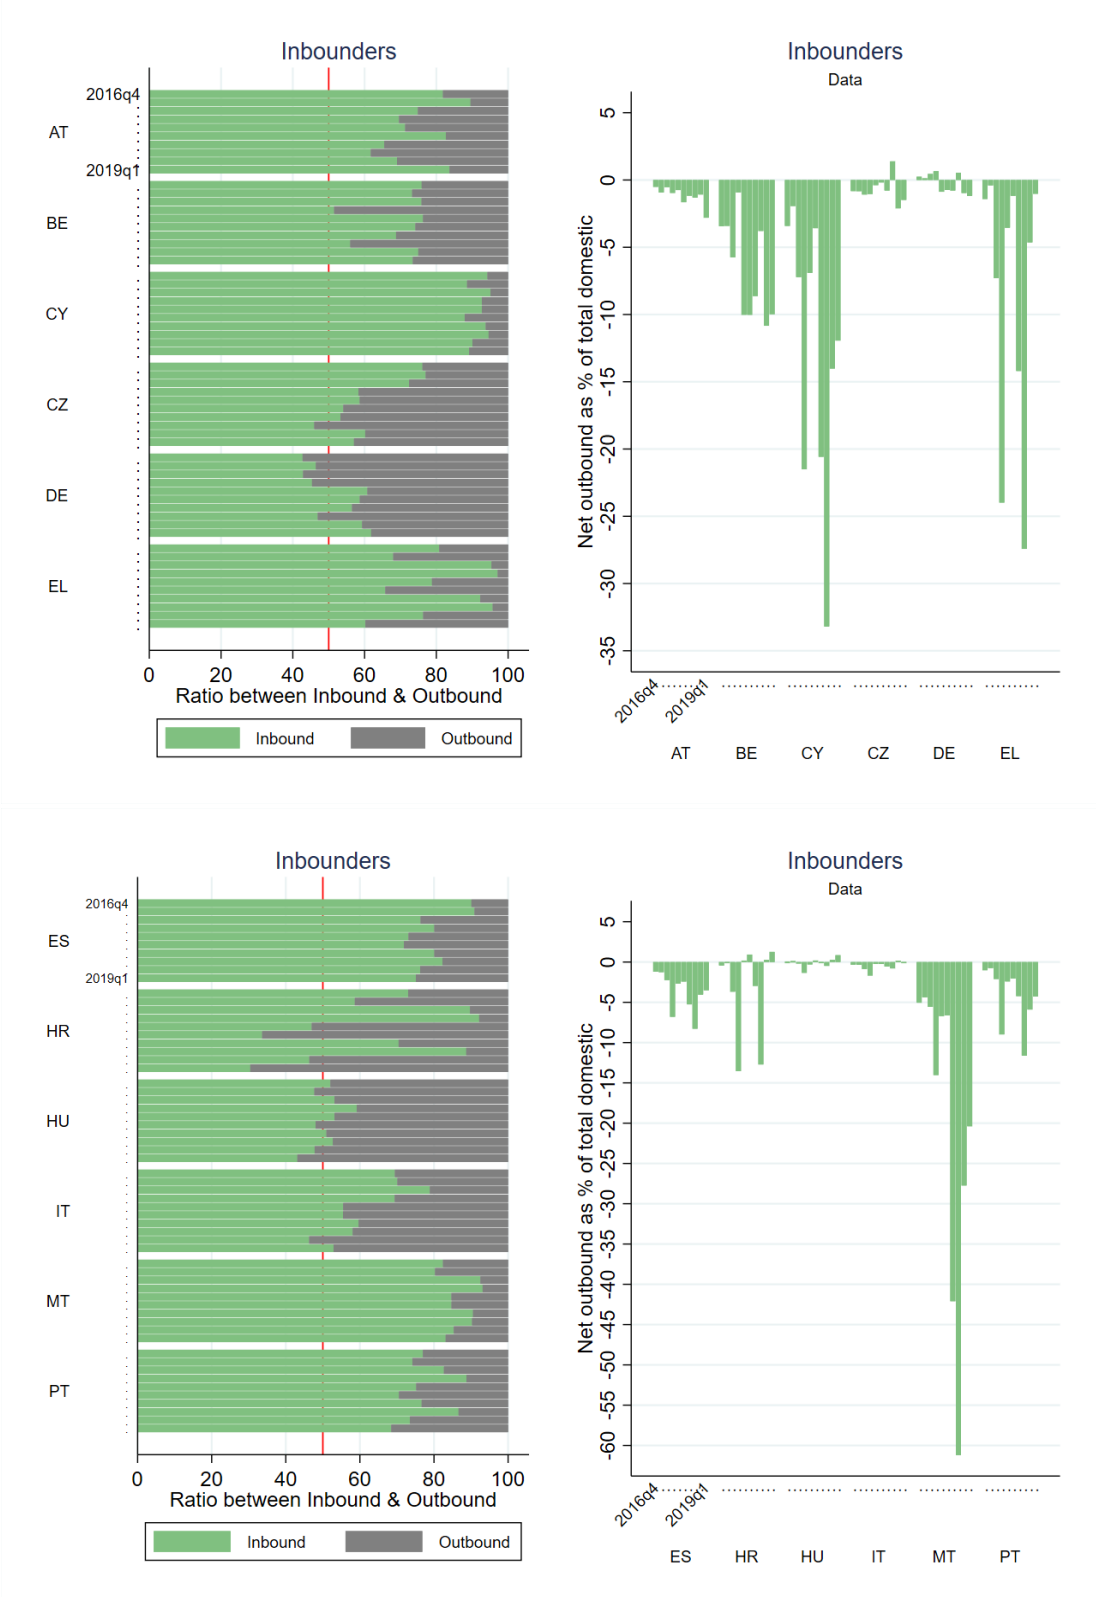 Inbounders
2016q4
AT
2019q1
BE
CY
CZ
DE
EL
0 20 40 60 80 100
Ratio between Inbound & Outbound
Inbound Outbound
Inbounders
Data
Net outbound as % of total domestic
5
0
-5
-10
-15
-20
-25
-30
-35
2016q4 2019q1
AT BE CY CZ DE EL
Inbounders
2016q4
ES
2019q1
HR
HU
IT
MT
PT
0 20 40 60 80 100
Ratio between Inbound & Outbound
Inbound Outbound
Inbounders
Data
Net outbound as % of total domestic
5
0
-5
-10
-15
-20
-25
-30
-35
-40
-45
-50
-55
-60
2016q4 2019q1
ES HR HU IT MT PT